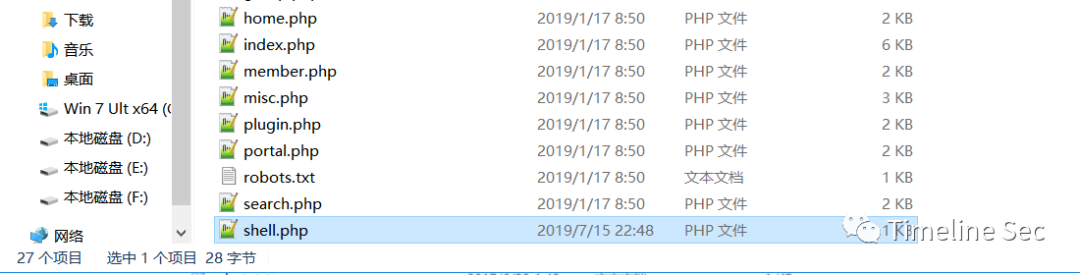 下载
音乐
桌面
Win 7 Ult x64 (
本地磁盘 (D:)
本地磁盘 (E:)
本地磁盘 (F:)
网络
home.php 2019/1/17 8:50 PHP 文件 2 KB
index.php 2019/1/17 8:50 PHP 文件 6 KB
member.php 2019/1/17 8:50 PHP 文件 2 KB
misc.php 2019/1/17 8:50 PHP 文件 3 KB
plugin.php 2019/1/17 8:50 PHP 文件 2 KB
portal.php 2019/1/17 8:50 PHP 文件 2 KB
robots.txt 2019/1/17 8:50 文本文档 1 KB
search.php 2019/1/17 8:50 PHP 文件 2 KB
shell.php 2019/7/15 22:48 PHP 文件 1 KB
Timeline Sec
27 个项目 选中 1 个项目 28 字节